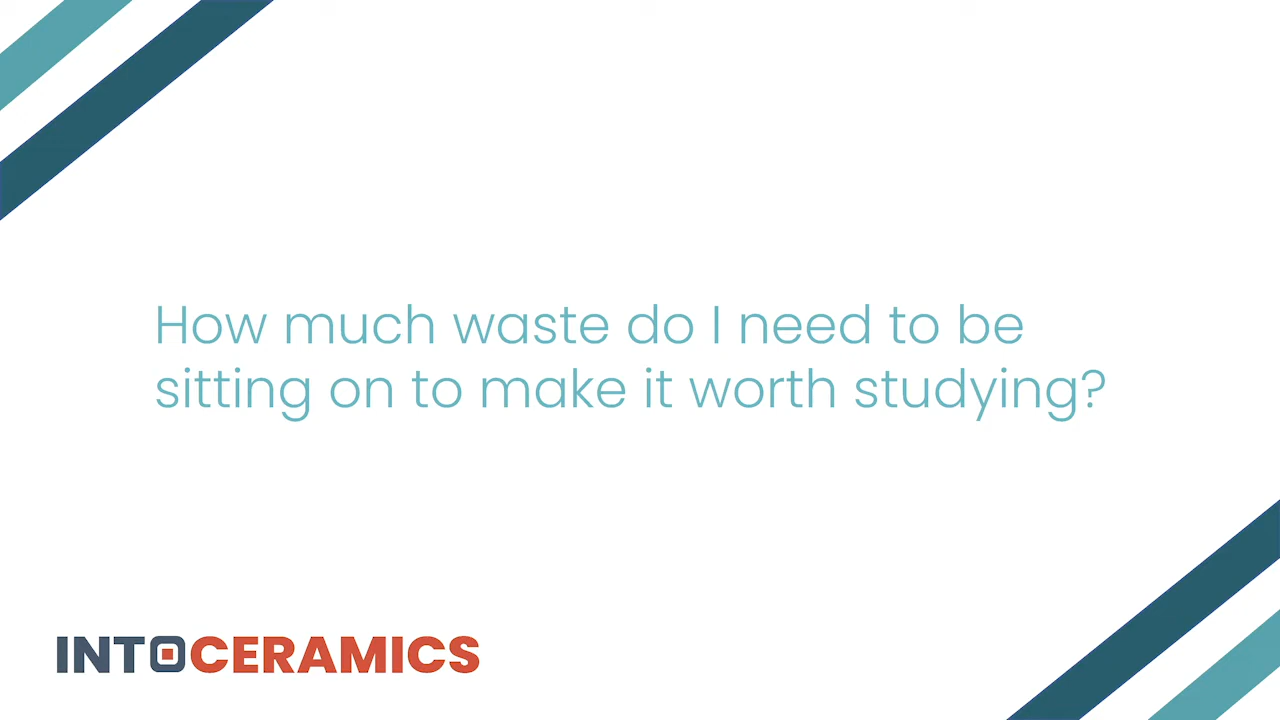 How much waste do I need to be
sitting on to make it worth studying?
INTOCERAMICS